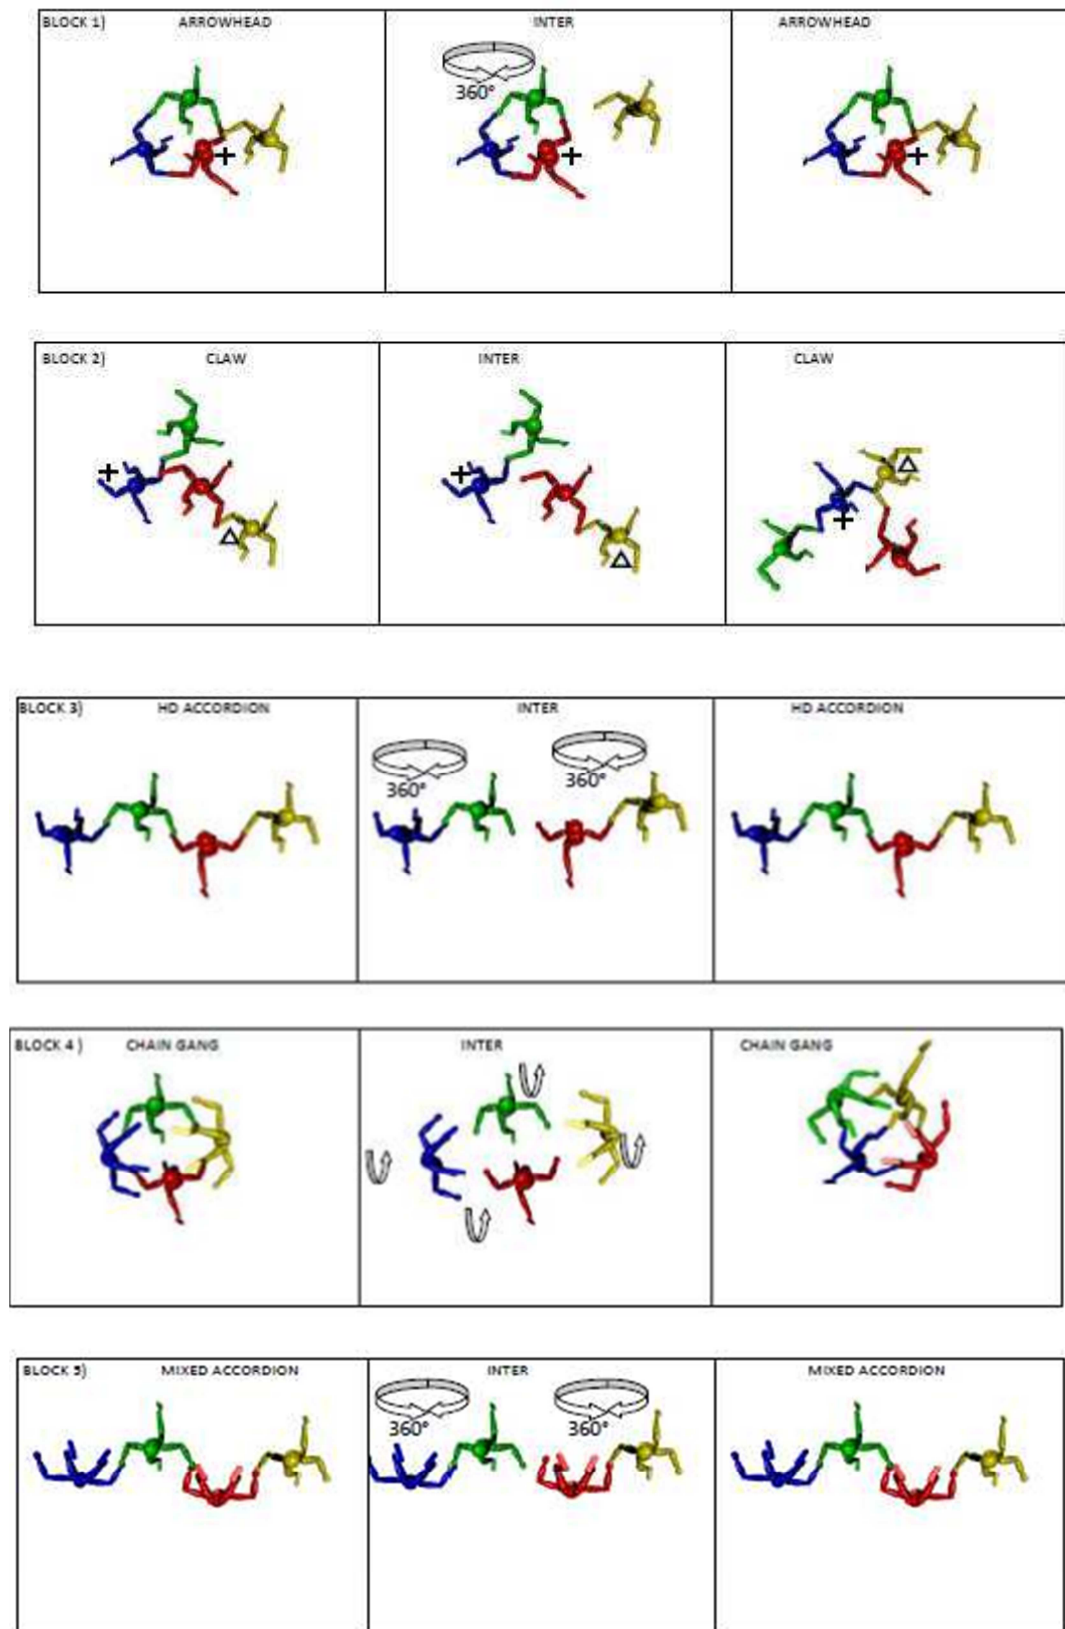 BLOCK 1) ARROWHEAD INTER ARROWHEAD
360°
BLOCK 2) CLAW INTER CLAW
BLOCK 3) HD ACCORDION INTER HD ACCORDION
360° 360°
BLOCK 4 ) CHAIN GANG INTER CHAIN GANG
BLOCK 5) MIXED ACCORDION INTER MIXED ACCORDION
360° 360°